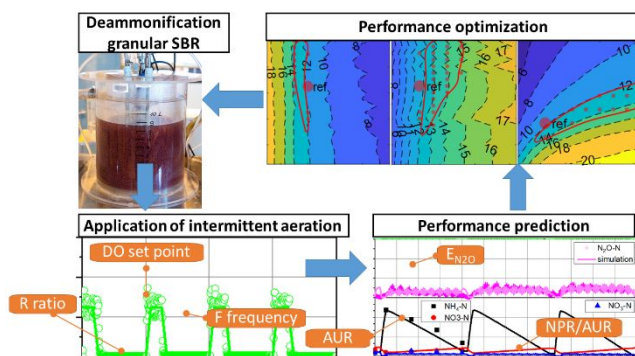 Deammonification
granular SBR
Performance optimization
ref
ref
ref
Application of intermittent aeration
DO set point
R ratio
F frequency
Performance prediction
N₂O-N
simulation
E_N2O
NH₄-N
NO3-N
NO₂-N
AUR
NPR/AUR